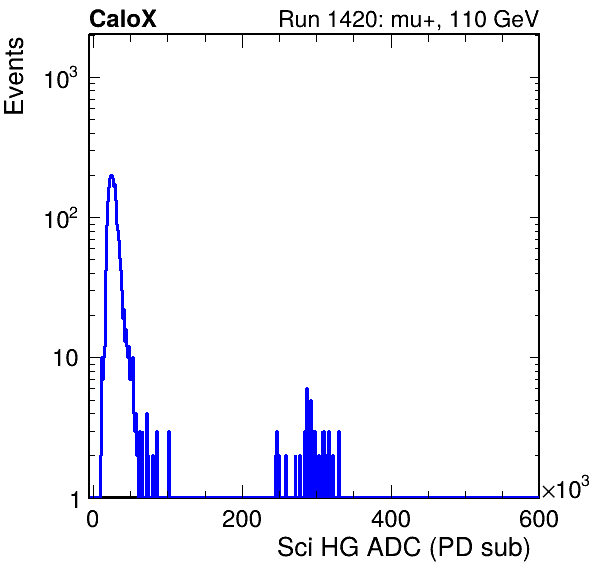 CaloX Run 1420: mu+, 110 GeV
Events
10³
10²
10
1
0 200 400 600
×10³
Sci HG ADC (PD sub)